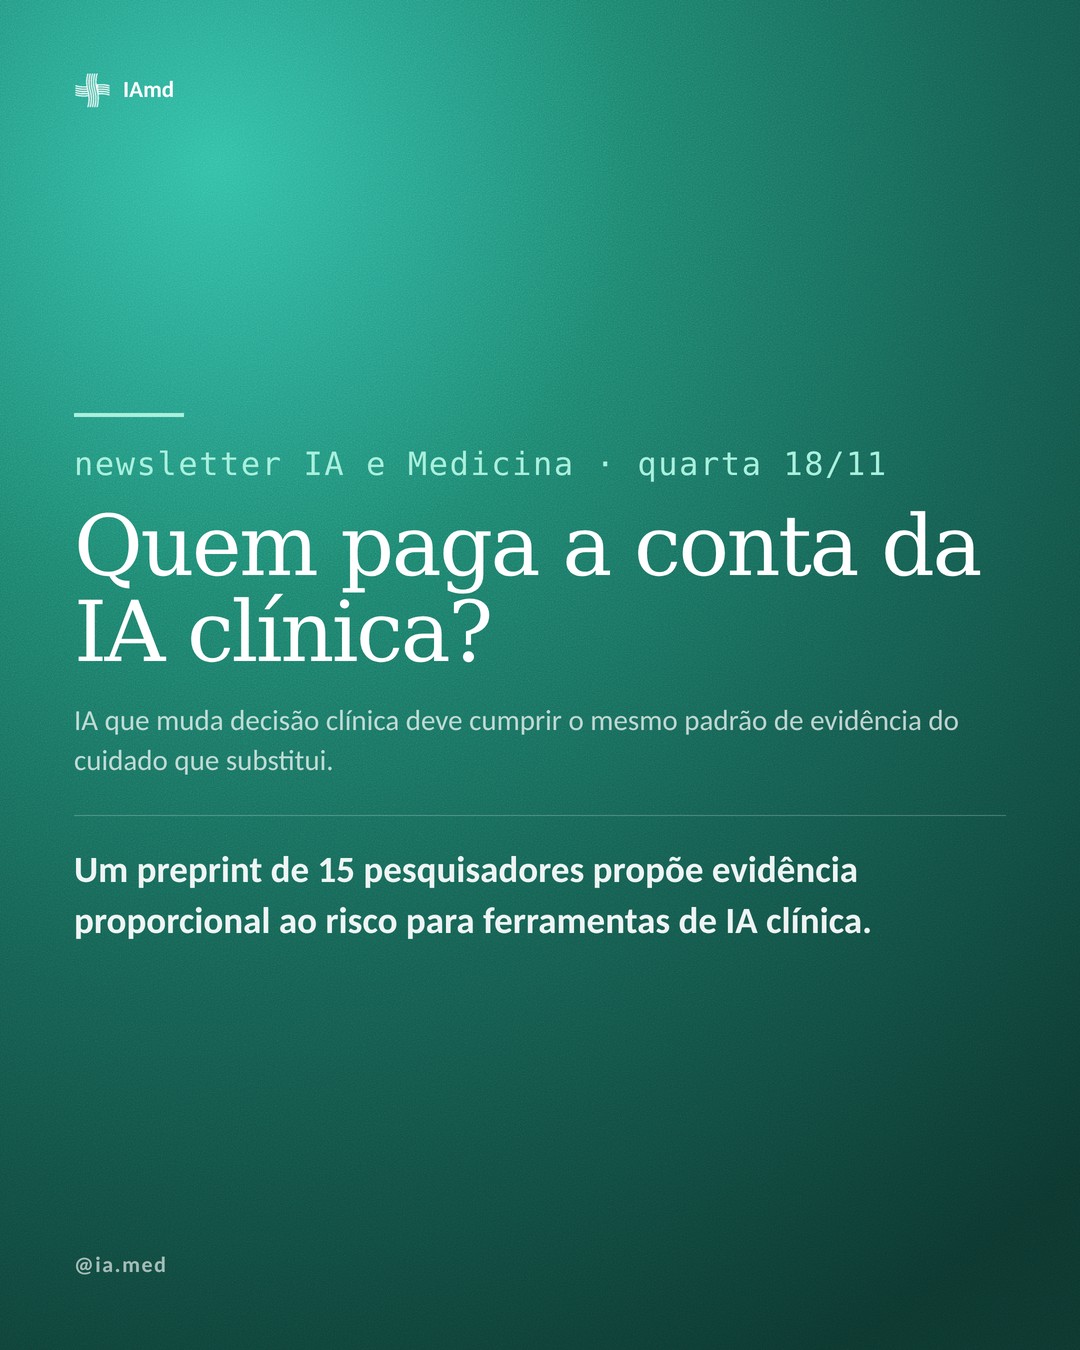 IAmd
newsletter IA e Medicina · quarta 18/11
Quem paga a conta da
IA clínica?
IA que muda decisão clínica deve cumprir o mesmo padrão de evidência do
cuidado que substitui.
Um preprint de 15 pesquisadores propõe evidência
proporcional ao risco para ferramentas de IA clínica.
@ia.med